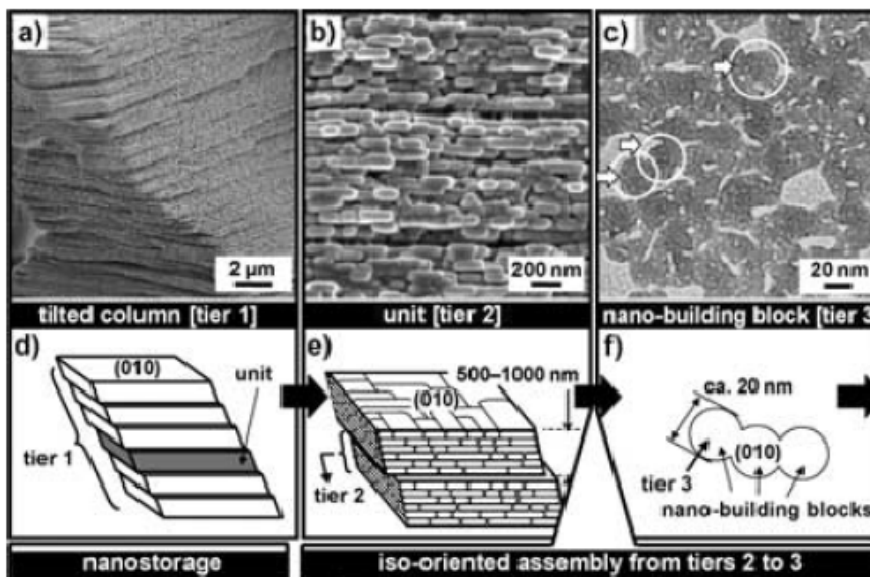 a)
2 µm
tilted column [tier 1]
b)
200 nm
unit [tier 2]
c)
20 nm
nano-building block [tier 3
d)
(010)
unit
tier 1
nanostorage
e)
500–1000 nm
(010)
tier 2
f)
ca. 20 nm
(010)
tier 3
nano-building blocks
iso-oriented assembly from tiers 2 to 3